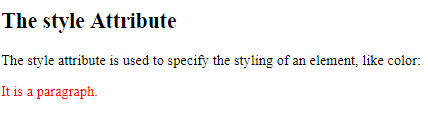 The style Attribute
The style attribute is used to specify the styling of an element, like color:
It is a paragraph.